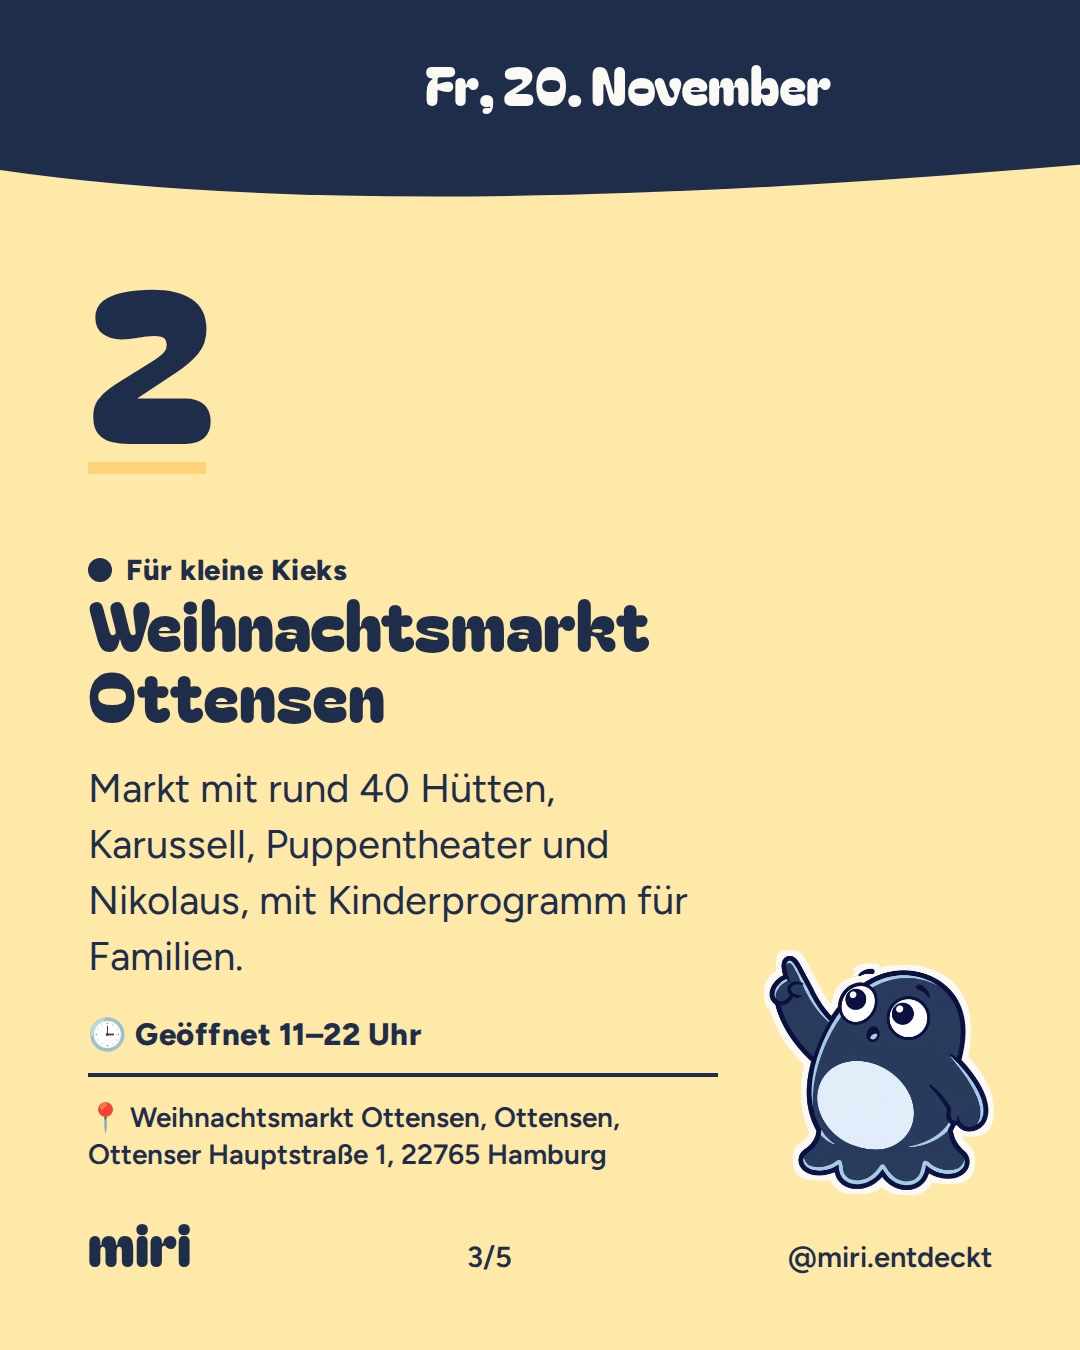 Fr, 20. November
2
Für kleine Kieks
Weihnachtsmarkt
Ottensen
Markt mit rund 40 Hütten,
Karussell, Puppentheater und
Nikolaus, mit Kinderprogramm für
Familien.
🕒 Geöffnet 11–22 Uhr
📍 Weihnachtsmarkt Ottensen, Ottensen,
Ottenser Hauptstraße 1, 22765 Hamburg
miri
3/5
@miri.entdeckt